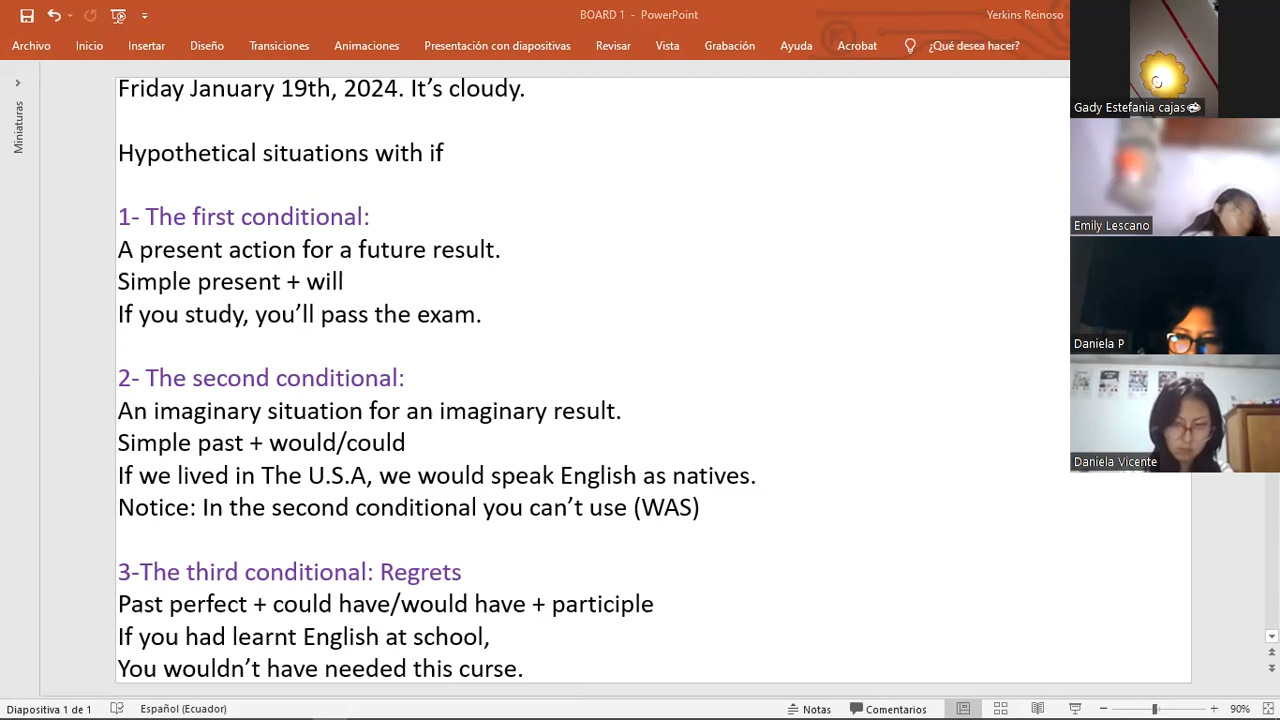 BOARD 1 - PowerPoint
Yerkins Reinoso
Archivo Inicio Insertar Diseño Transiciones Animaciones Presentación con diapositivas Revisar Vista Grabación Ayuda Acrobat ¿Qué desea hacer?
Miniaturas
Friday January 19th, 2024. It's cloudy.
Hypothetical situations with if
1- The first conditional:
A present action for a future result.
Simple present + will
If you study, you'll pass the exam.
2- The second conditional:
An imaginary situation for an imaginary result.
Simple past + would/could
If we lived in The U.S.A, we would speak English as natives.
Notice: In the second conditional you can't use (WAS)
3-The third conditional: Regrets
Past perfect + could have/would have + participle
If you had learnt English at school,
You wouldn't have needed this curse.
Gady Estefania cajas
Emily Lescano
Daniela P
Daniela Vicente
Diapositiva 1 de 1 Español (Ecuador) Notas Comentarios 90%